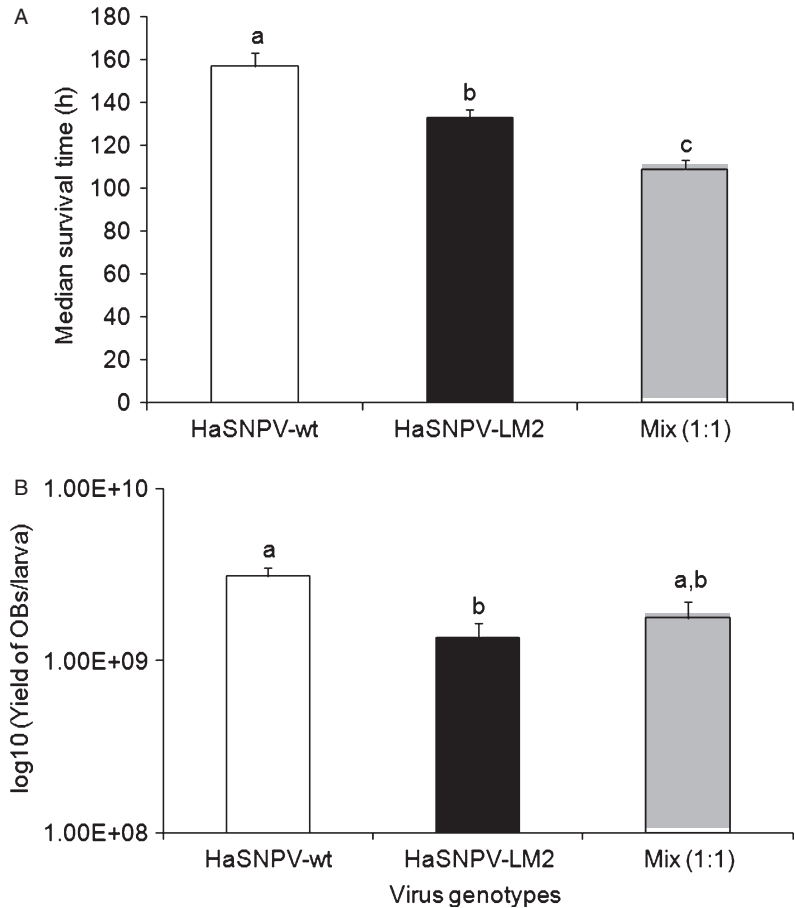 A
Median survival time (h)
180
160
140
120
100
80
60
40
20
0
a
b
c
HaSNPV-wt
HaSNPV-LM2
Mix (1:1)
B
log10 (Yield of OBs/larva)
1.00E+10
1.00E+09
1.00E+08
a
b
a,b
HaSNPV-wt
HaSNPV-LM2
Mix (1:1)
Virus genotypes